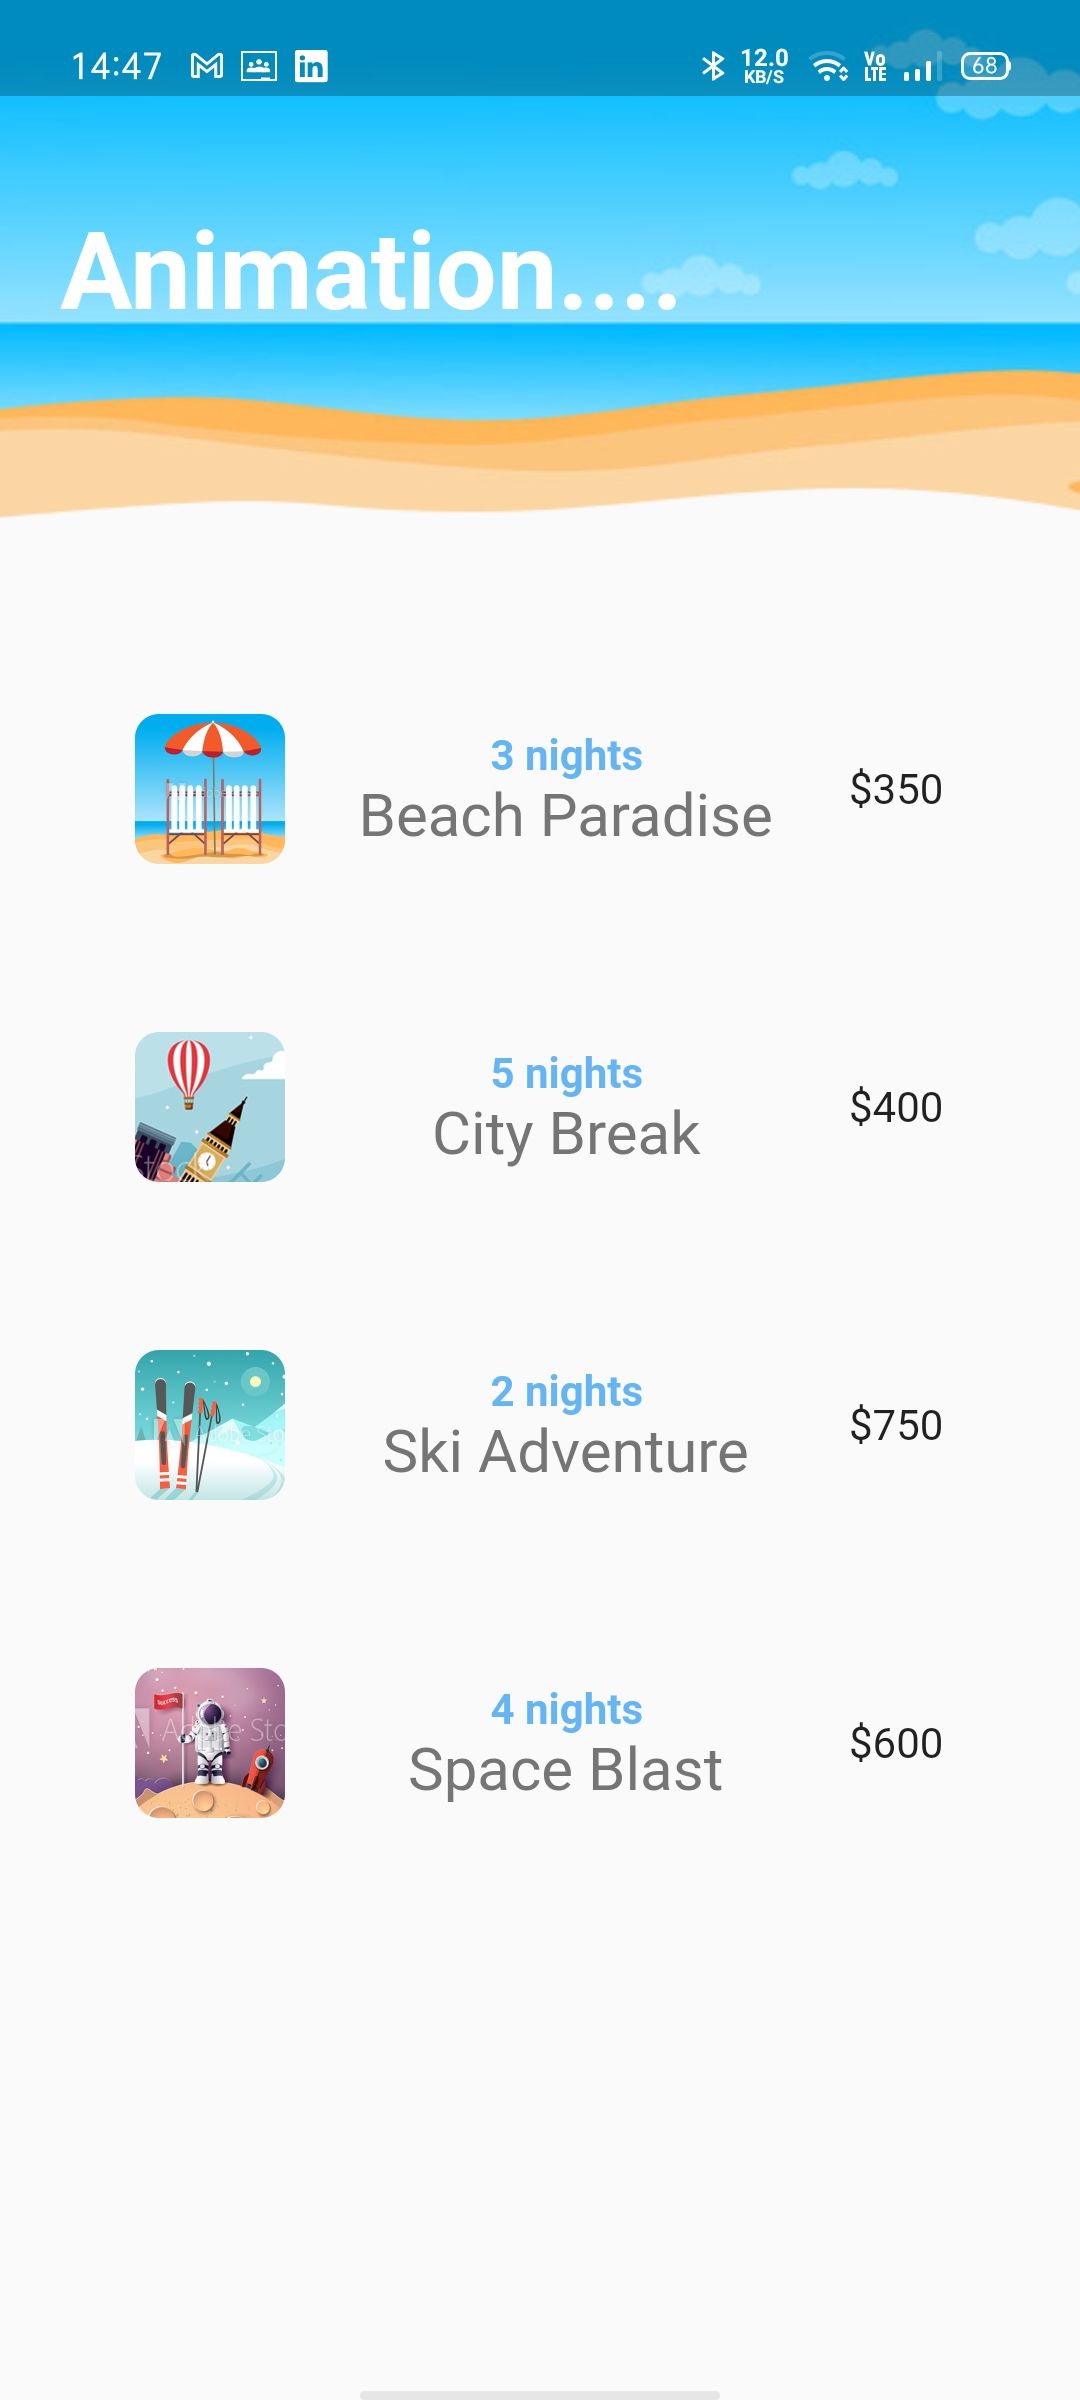 14:47 12.0 KB/S Vo LTE 68
Animation....
3 nights
Beach Paradise
$350
5 nights
City Break
$400
2 nights
Ski Adventure
$750
4 nights
Space Blast
$600